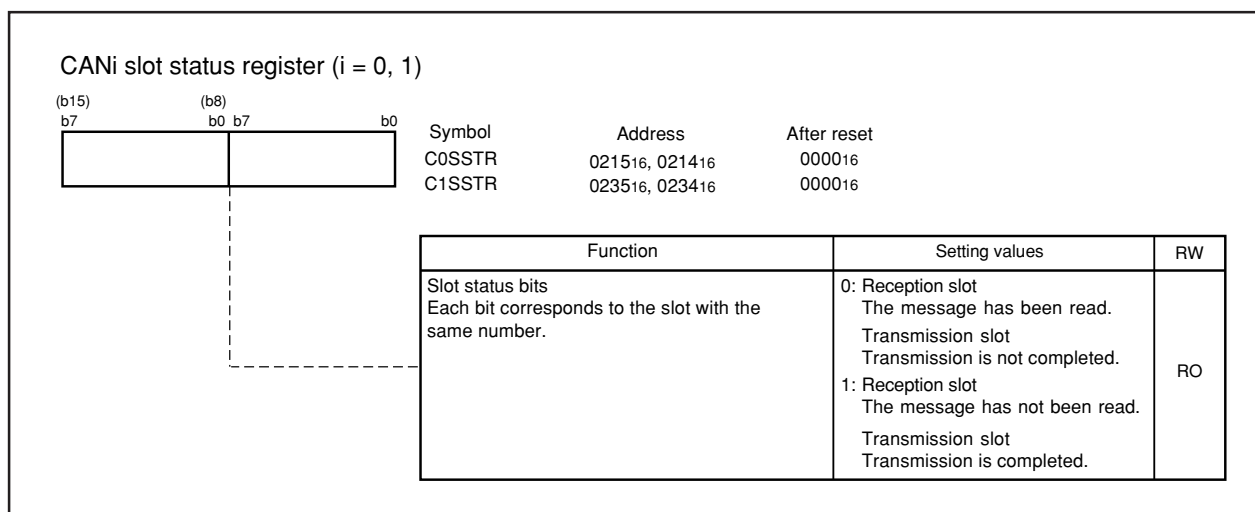 CANi slot status register (i = 0, 1)
(b15) (b8)
b7 b0 b7 b0
Symbol Address After reset
C0SSTR 021516, 021416 000016
C1SSTR 023516, 023416 000016
Function Setting values RW
Slot status bits
Each bit corresponds to the slot with the
same number.
0: Reception slot
The message has been read.
Transmission slot
Transmission is not completed.
1: Reception slot
The message has not been read.
Transmission slot
Transmission is completed.
RO